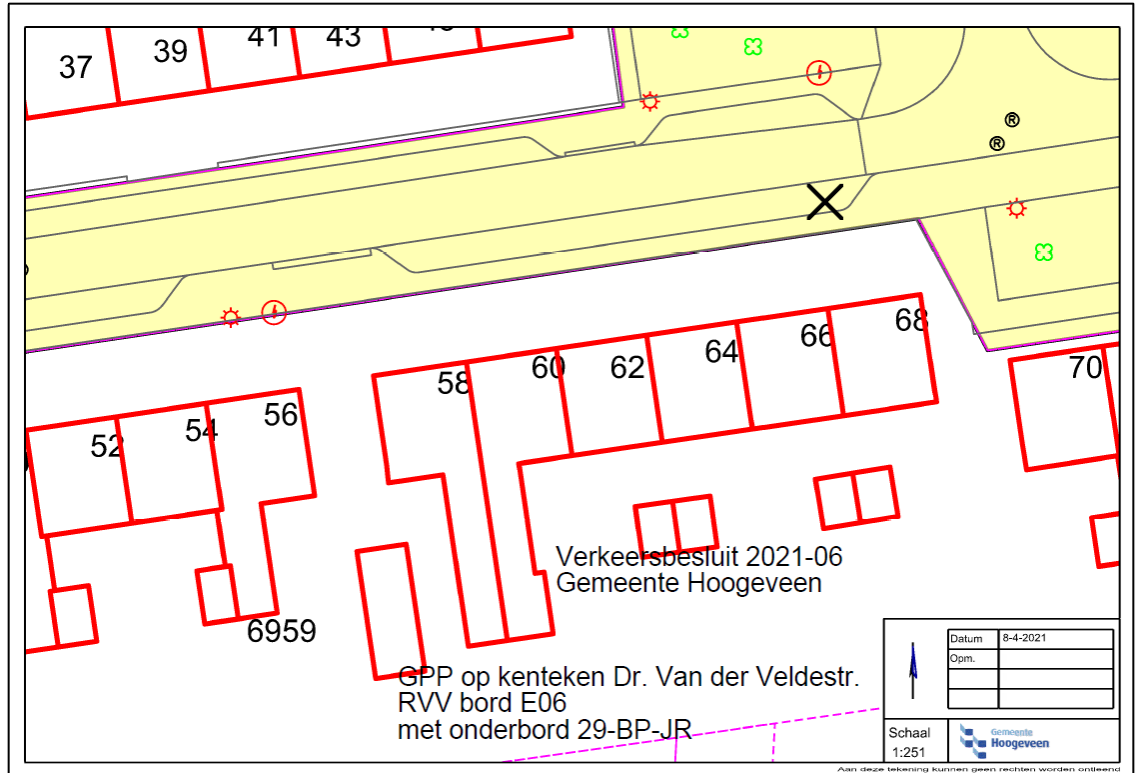 37
39
41
43
52
54
56
58
60
62
64
66
68
70
6959
® 
®
Verkeersbesluit 2021-06
Gemeente Hoogeveen
GPP op kenteken Dr. Van der Veldestr.
RVV bord E06
met onderbord 29-BP-JR
Datum 8-4-2021
Opm.
Schaal
1:251
Gemeente
Hoogeveen
Aan deze tekening kunnen geen rechten worden ontleend